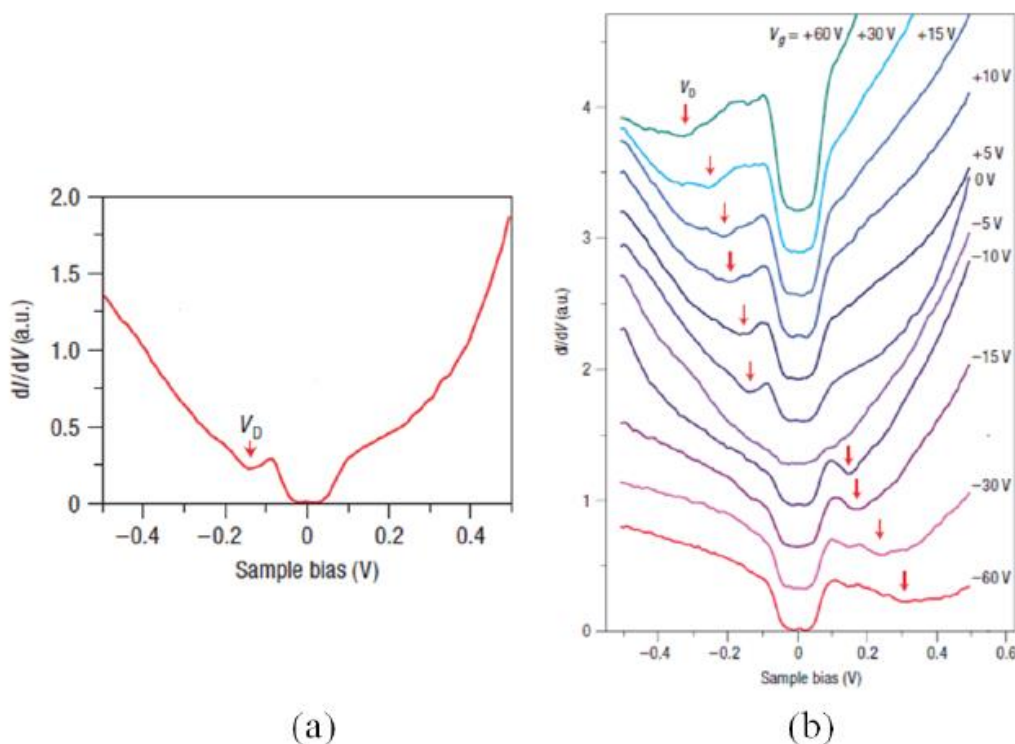 2.0
1.5
1.0
0.5
0
dI/dV (a.u.)
V_D
−0.4 −0.2 0 0.2 0.4
Sample bias (V)
(a)
V_g = +60 V +30 V +15 V
+10 V
+5 V
0 V
−5 V
−10 V
−15 V
−30 V
−60 V
V_D
4
3
2
1
0
dI/dV (a.u.)
−0.4 −0.2 0 0.2 0.4 0.6
Sample bias (V)
(b)